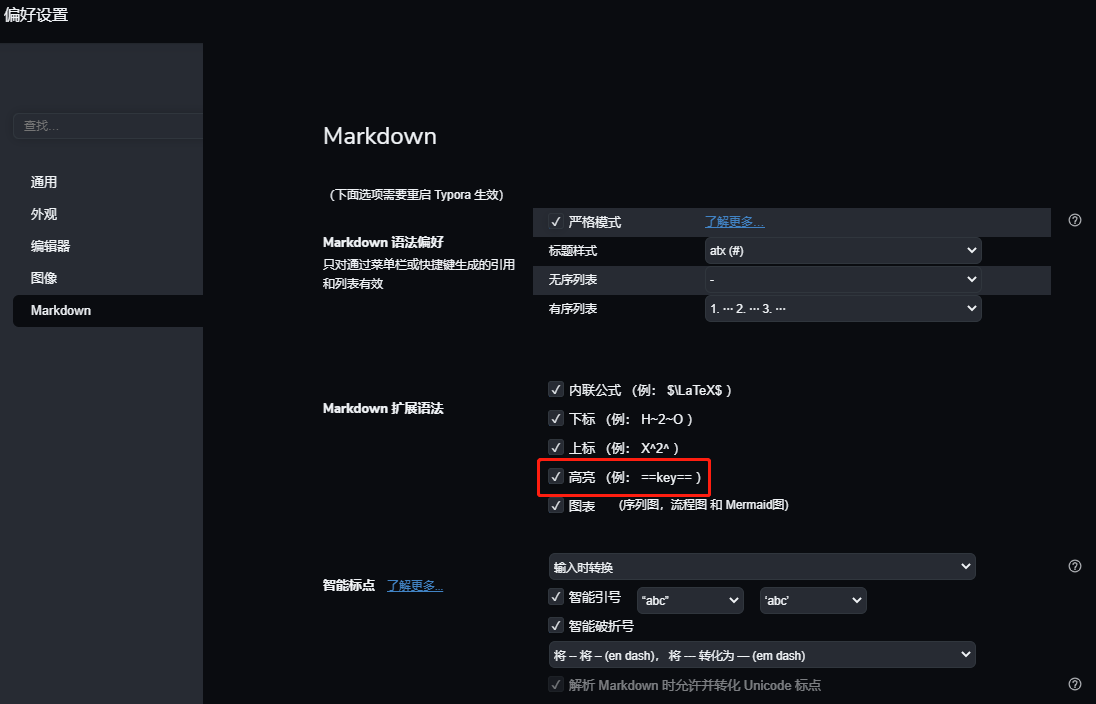 偏好设置
查找...
通用
外观
编辑器
图像
Markdown
Markdown
(下面选项需要重启 Typora 生效)
Markdown 语法偏好
只对通过菜单栏或快捷键生成的引用
和列表有效
✓ 严格模式 了解更多...
标题样式 atx (#)
无序列表 -
有序列表 1. ··· 2. ··· 3. ···
Markdown 扩展语法
✓ 内联公式 (例： $\LaTeX$ )
✓ 下标 (例： H~2~O )
✓ 上标 (例： X^2^ )
✓ 高亮 (例： ==key== )
✓ 图表 (序列图，流程图 和 Mermaid图)
智能标点 了解更多...
输入时转换
✓ 智能引号 “abc” ‘abc’
✓ 智能破折号
将 -- 将 – (en dash)， 将 --- 转化为 — (em dash)
✓ 解析 Markdown 时允许并转化 Unicode 标点